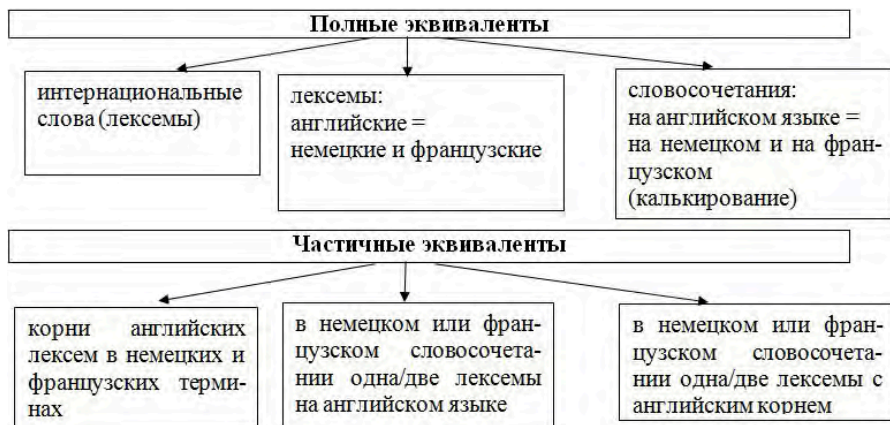 Полные эквиваленты
интернациональные
слова (лексемы)
лексемы:
английские =
немецкие и французские
словосочетания:
на английском языке =
на немецком и на фран-
цузском
(калькирование)
Частичные эквиваленты
корни английских
лексем в немецких и
французских терми-
нах
в немецком или фран-
цузском словосочета-
нии одна/две лексемы
на английском языке
в немецком или фран-
цузском словосочета-
нии одна/две лексемы с
английским корнем